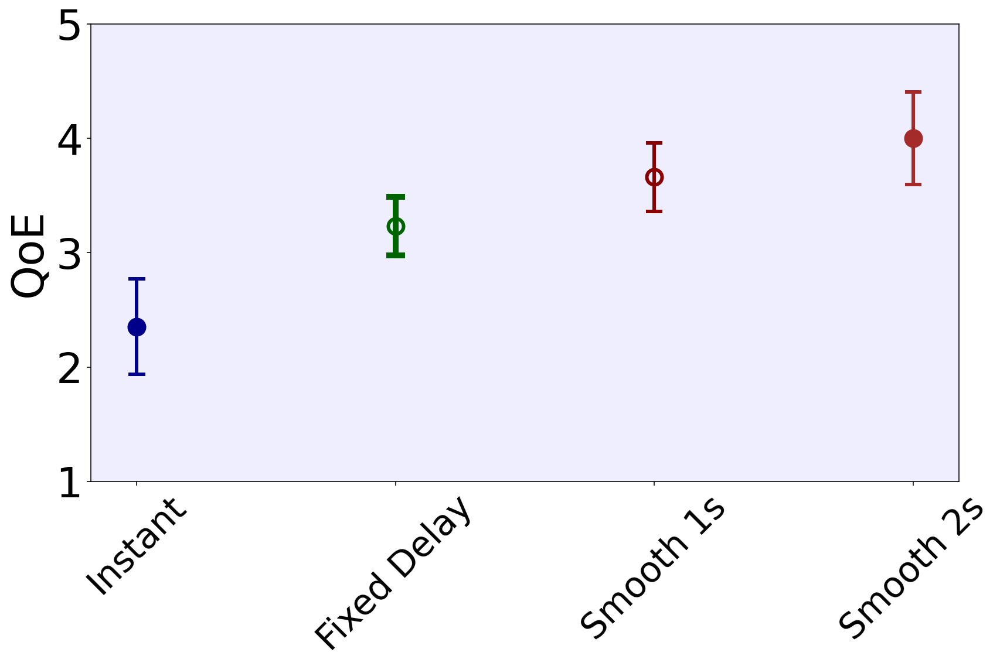 QoE
5
4
3
2
1
Instant
Fixed Delay
Smooth 1s
Smooth 2s